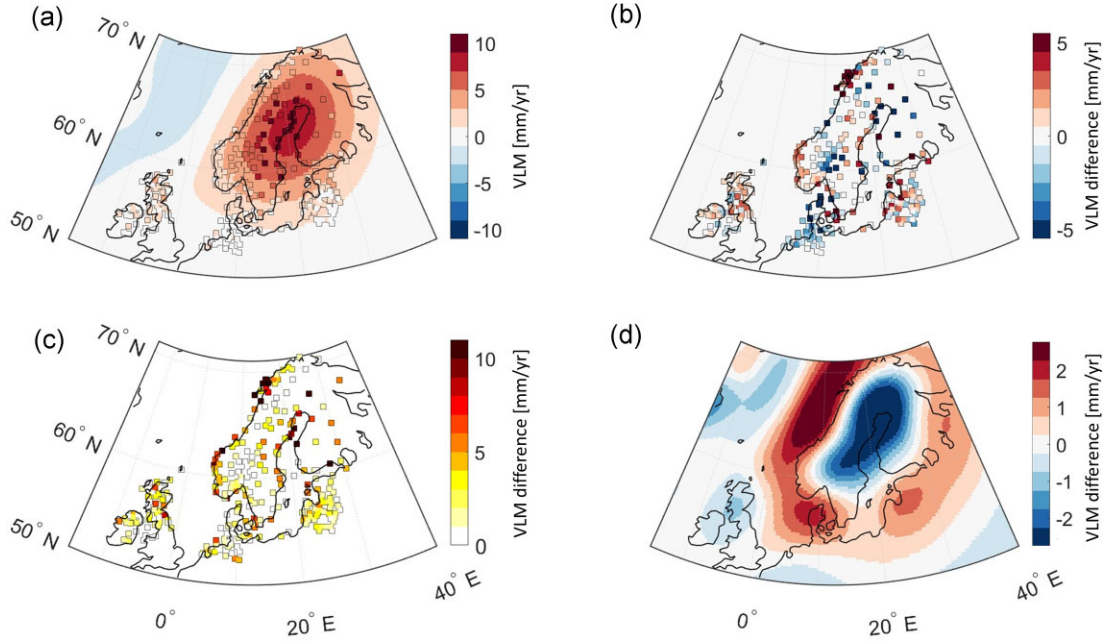 (a)
70° N
60° N
50° N
10
5
0
-5
-10
VLM [mm/yr]
(b)
5
0
-5
VLM difference [mm/yr]
(c)
70° N
60° N
50° N
0°
20° E
40° E
10
5
0
VLM difference [mm/yr]
(d)
0°
20° E
40° E
2
1
0
-1
-2
VLM difference [mm/yr]